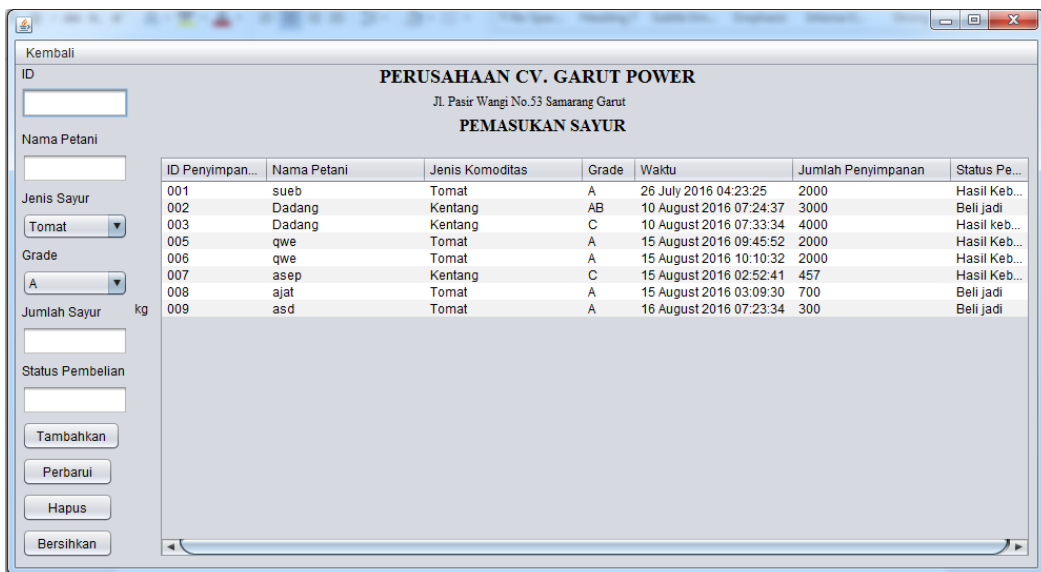 Kembali
PERUSAHAAN CV. GARUT POWER
Jl. Pasir Wangi No.53 Samarang Garut
PEMASUKAN SAYUR
ID
Nama Petani
Jenis Sayur
Tomat
Grade
A
Jumlah Sayur kg
Status Pembelian
Tambahkan
Perbarui
Hapus
Bersihkan
ID Penyimpan... Nama Petani Jenis Komoditas Grade Waktu Jumlah Penyimpanan Status Pe...
001 sueb Tomat A 26 July 2016 04:23:25 2000 Hasil Keb...
002 Dadang Kentang AB 10 August 2016 07:24:37 3000 Beli jadi
003 Dadang Kentang C 10 August 2016 07:33:34 4000 Hasil keb...
005 qwe Tomat A 15 August 2016 09:45:52 2000 Hasil Keb...
006 qwe Tomat A 15 August 2016 10:10:32 2000 Hasil Keb...
007 asep Kentang C 15 August 2016 02:52:41 457 Hasil Keb...
008 ajat Tomat A 15 August 2016 03:09:30 700 Beli jadi
009 asd Tomat A 16 August 2016 07:23:34 300 Beli jadi